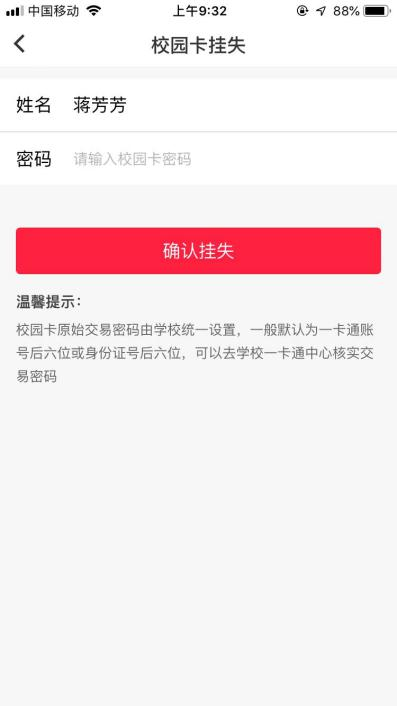 中国移动 上午9:32 88%
校园卡挂失
姓名 蒋芳芳
密码 请输入校园卡密码
确认挂失
温馨提示：
校园卡原始交易密码由学校统一设置，一般默认为一卡通账
号后六位或身份证号后六位，可以去学校一卡通中心核实交
易密码